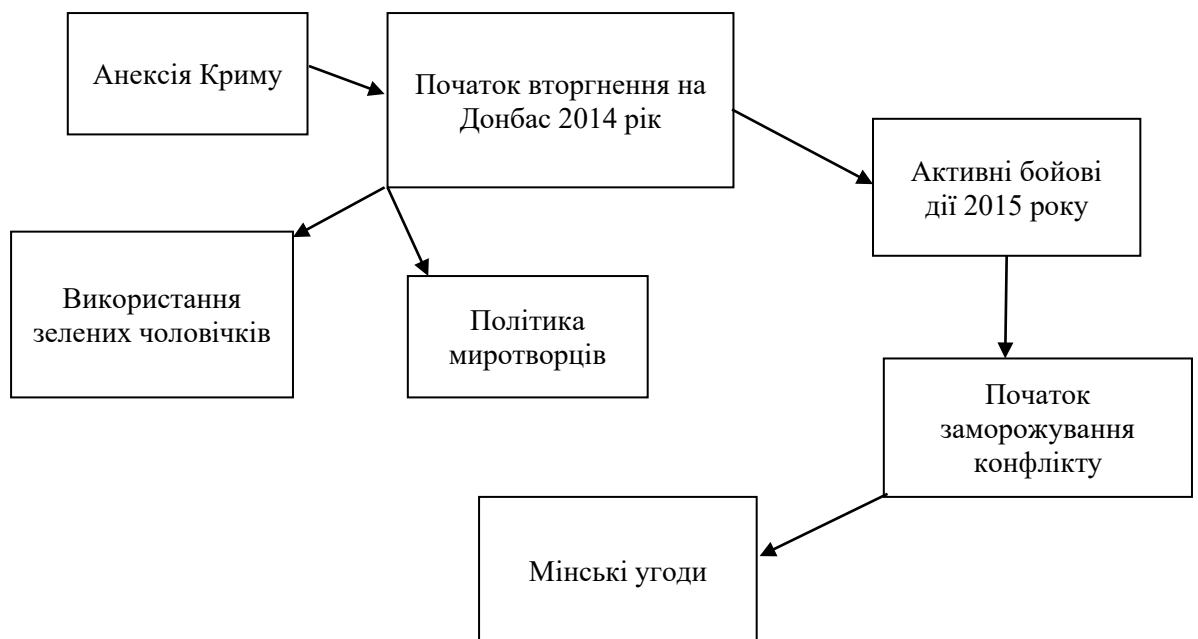 Анексія Криму
Початок вторгнення на
Донбас 2014 рік
Активні бойові
дії 2015 року
Використання
зелених чоловічків
Політика
миротворців
Початок
заморожування
конфлікту
Мінські угоди